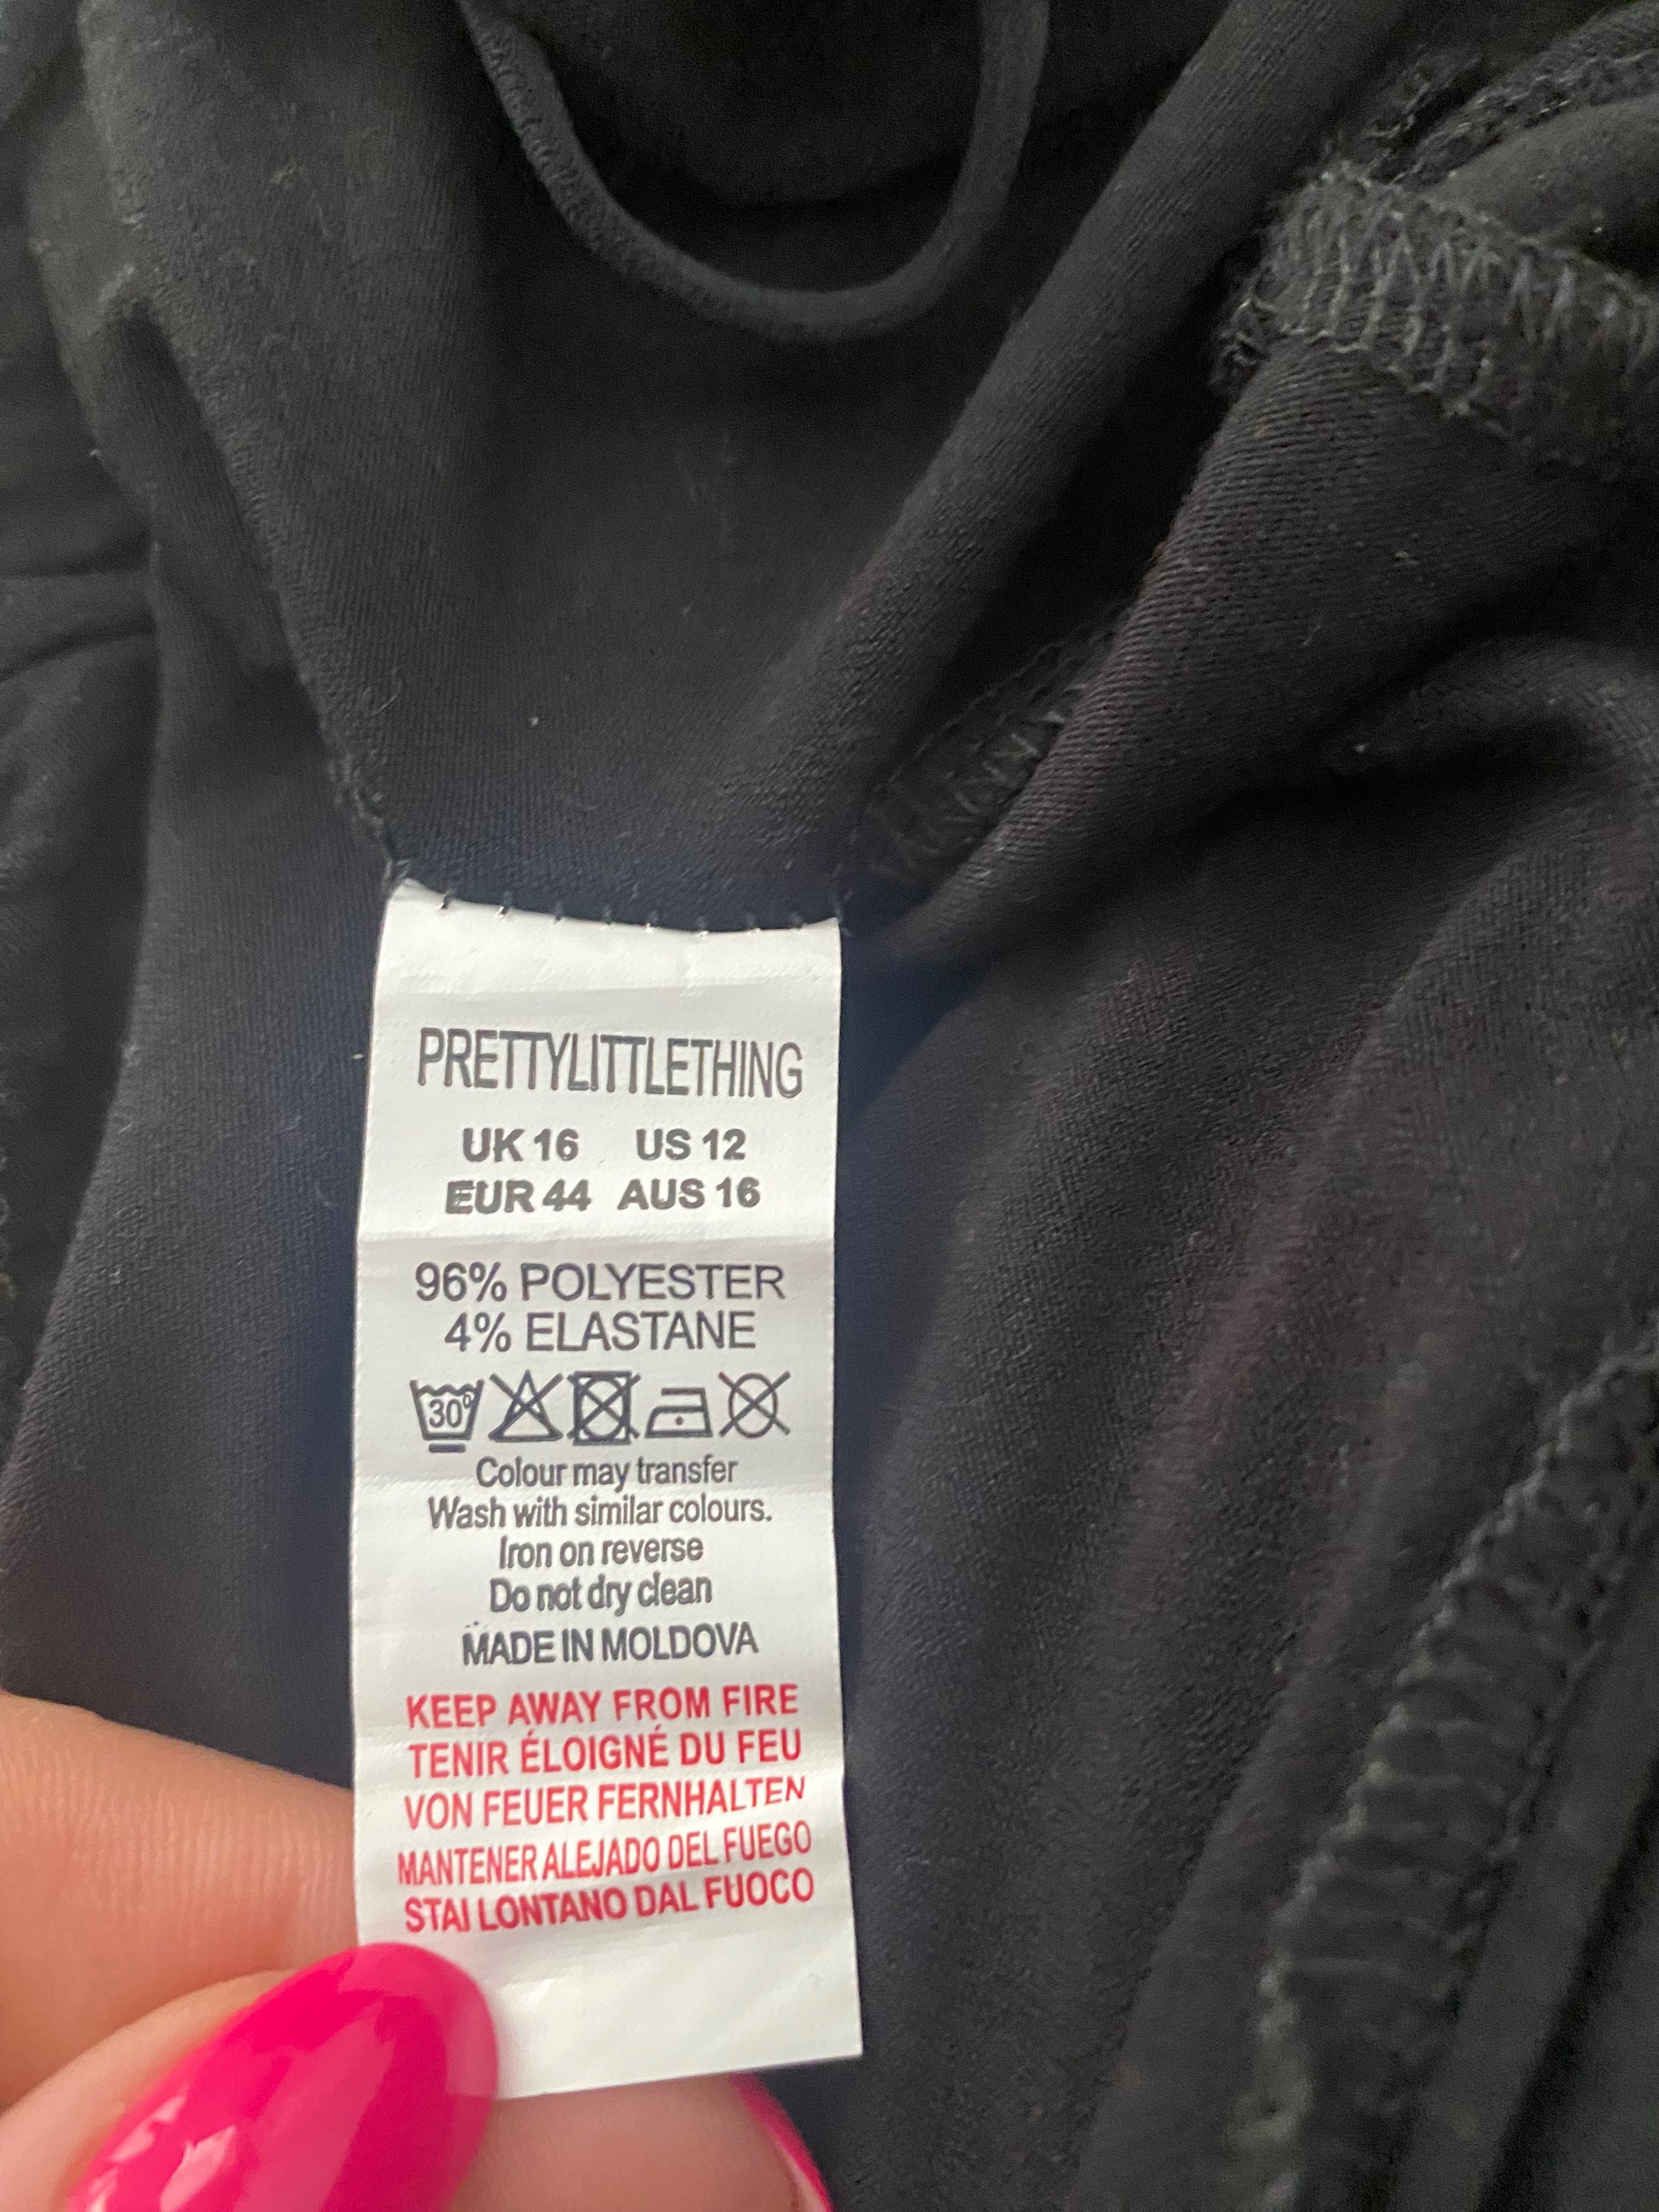 PRETTYLITTLETHING
UK 16 US 12
EUR 44 AUS 16
96% POLYESTER
4% ELASTANE
30°
Colour may transfer
Wash with similar colours.
Iron on reverse
Do not dry clean
MADE IN MOLDOVA
KEEP AWAY FROM FIRE
TENIR ÉLOIGNÉ DU FEU
VON FEUER FERNHALTEN
MANTENER ALEJADO DEL FUEGO
STAI LONTANO DAL FUOCO